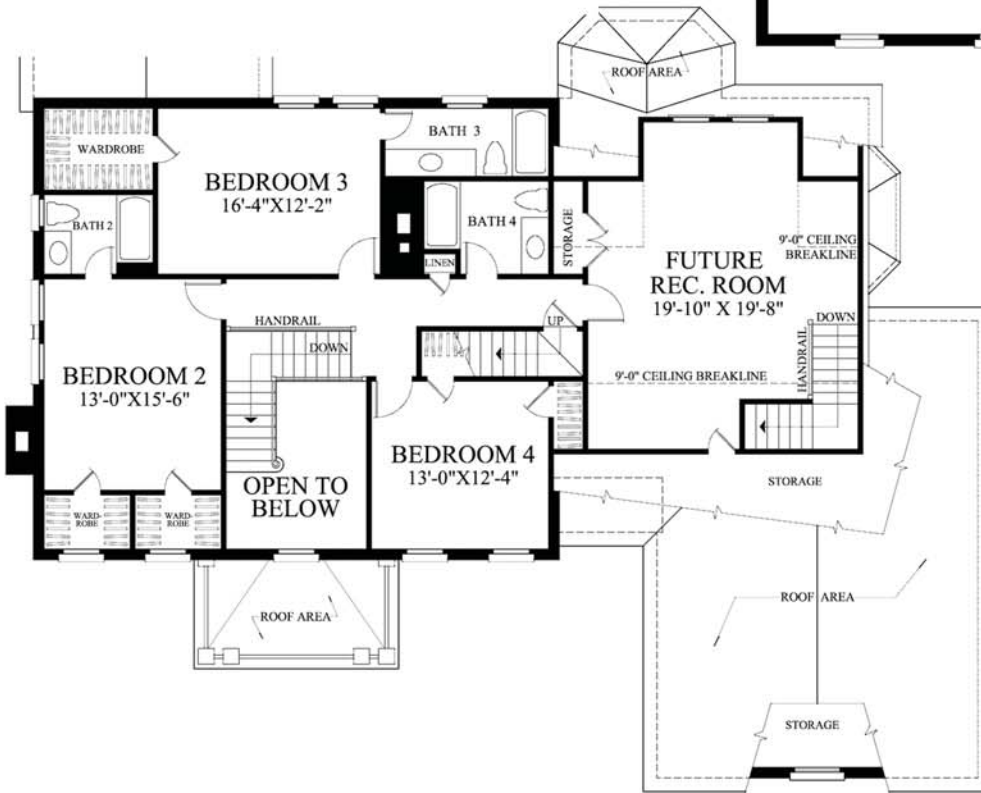 ROOF AREA
BATH 3
WARDROBE
BEDROOM 3
16'-4"X12'-2"
BATH 2
BATH 4
STORAGE
LINEN
9'-0" CEILING
BREAKLINE
FUTURE
REC. ROOM
19'-10" X 19'-8"
HANDRAIL
UP
DOWN
DOWN
HANDRAIL
BEDROOM 2
13'-0"X15'-6"
9'-0" CEILING BREAKLINE
BEDROOM 4
13'-0"X12'-4"
OPEN TO
BELOW
STORAGE
WARD-
ROBE
WARD-
ROBE
ROOF AREA
ROOF AREA
STORAGE